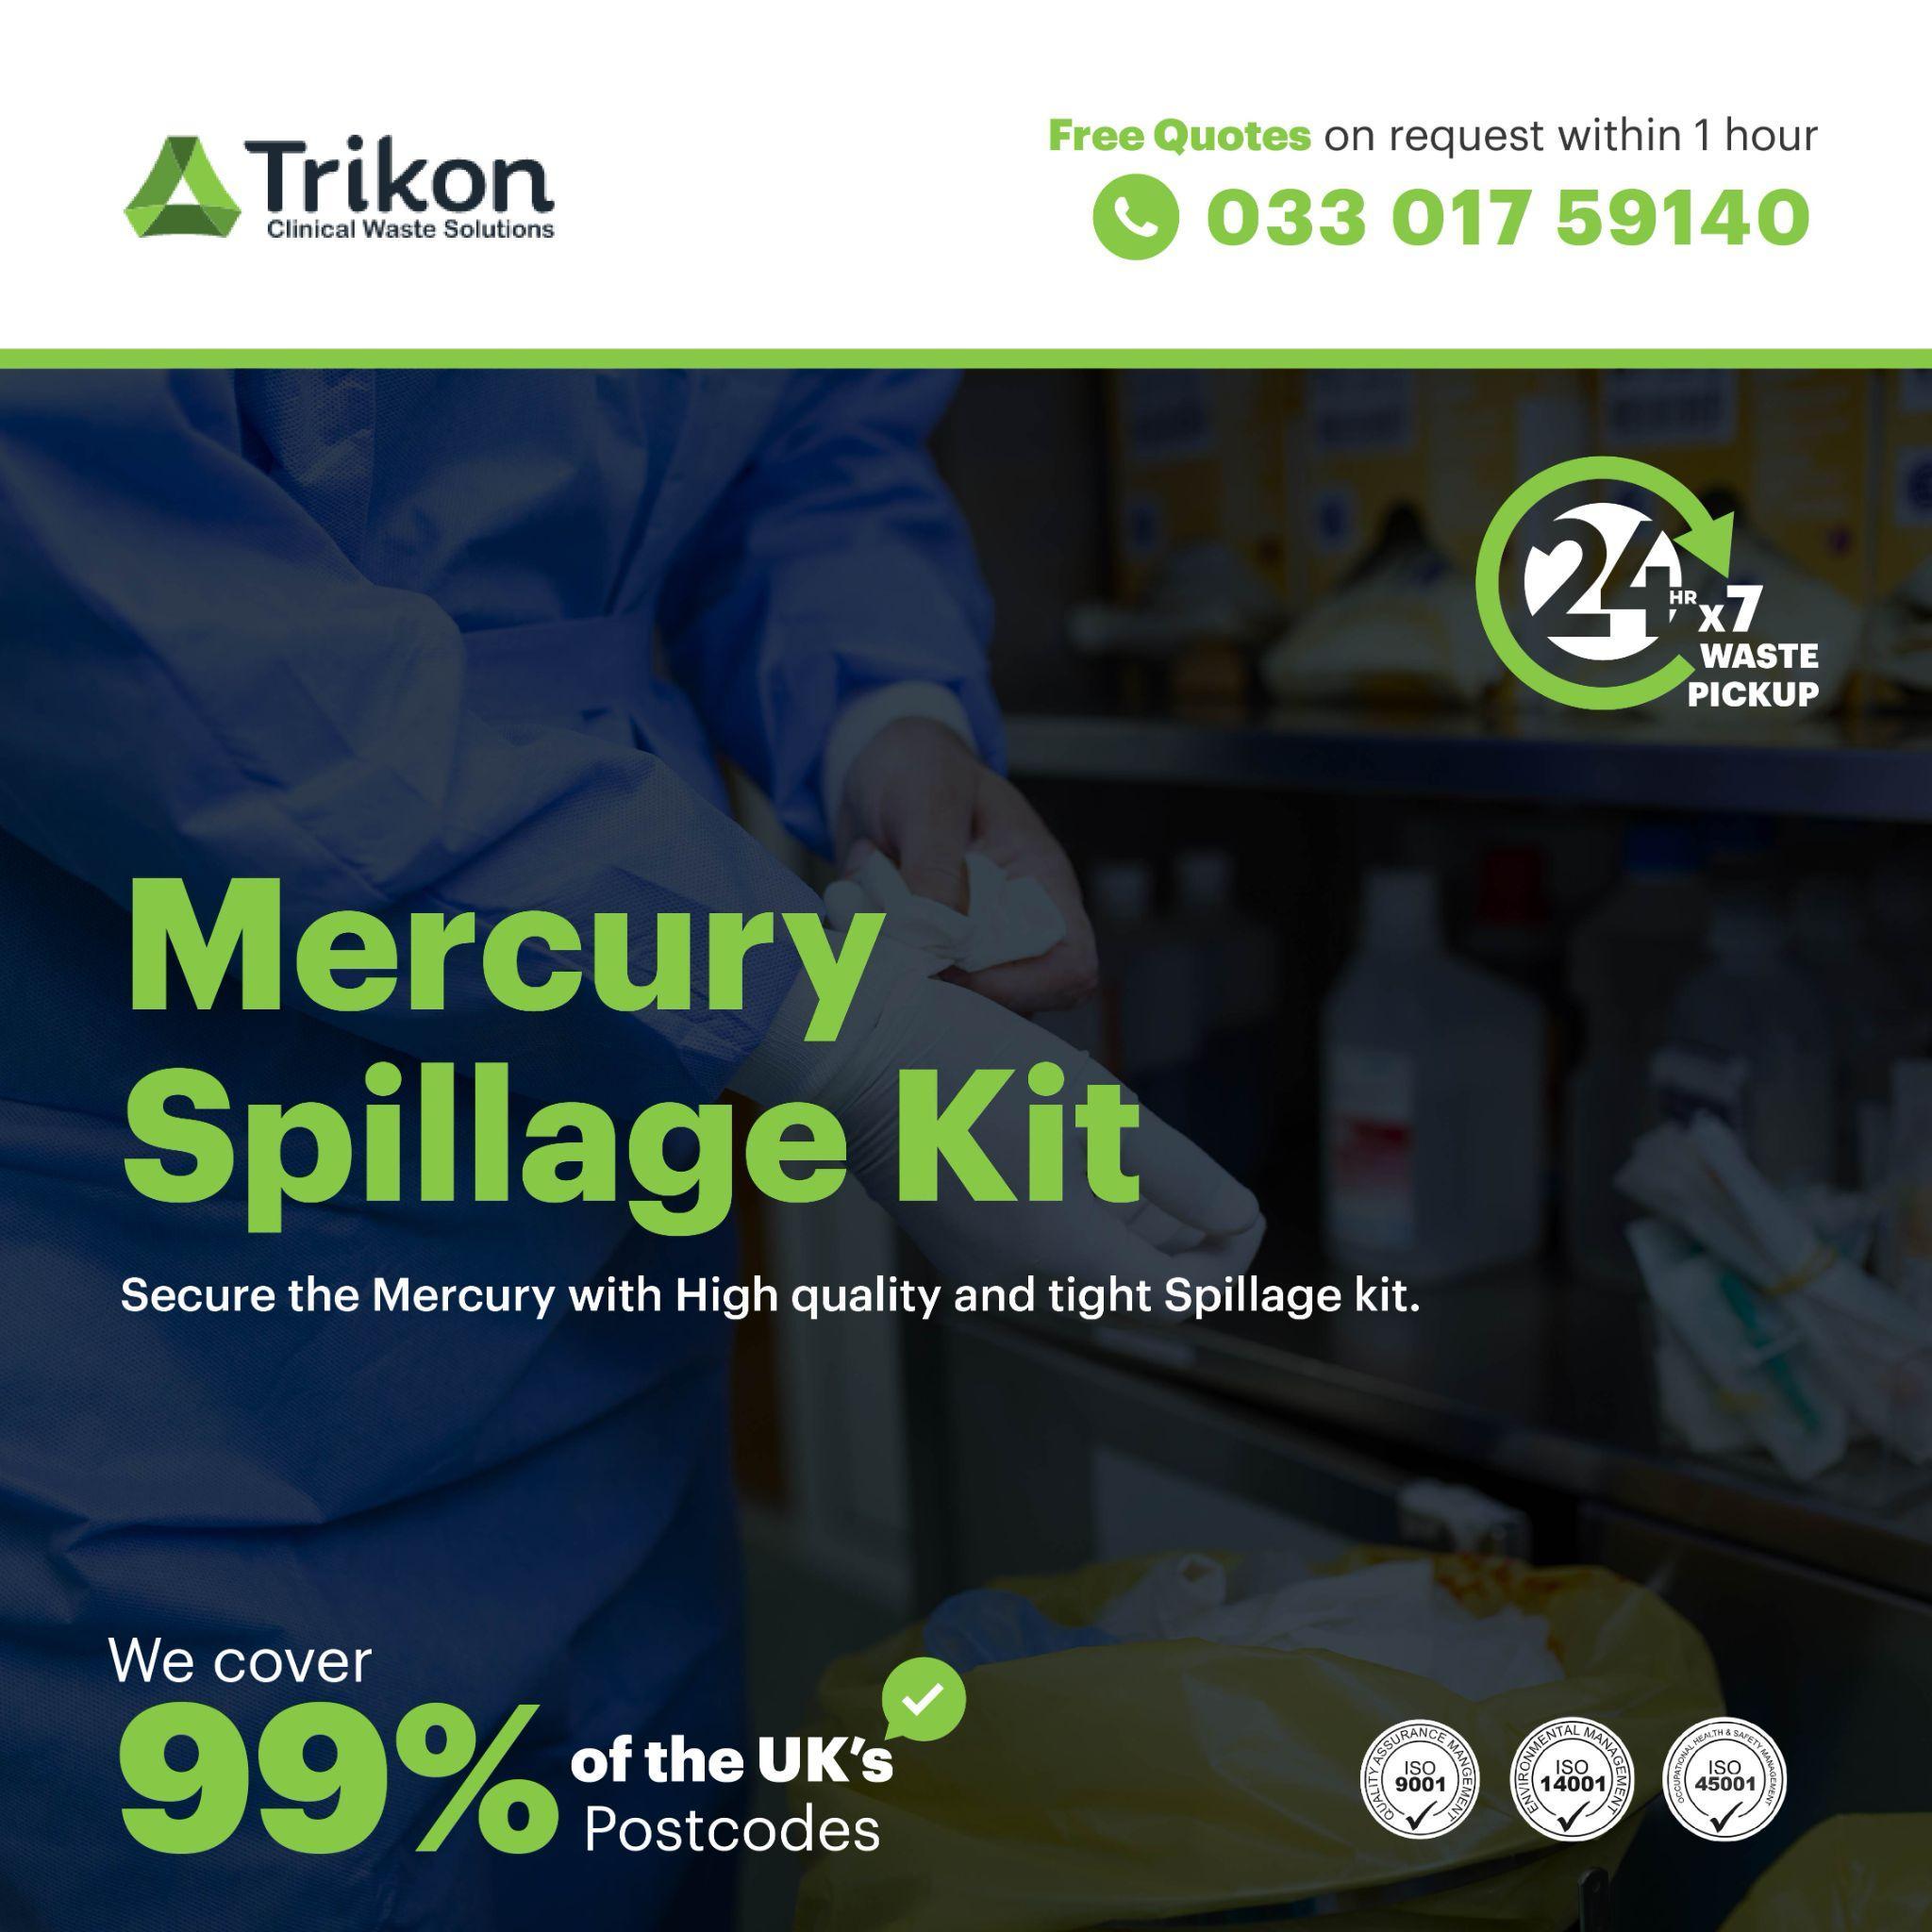 Trikon
Clinical Waste Solutions
Free Quotes on request within 1 hour
033 017 59140
24 HR x7
WASTE
PICKUP
Mercury
Spillage Kit
Secure the Mercury with High quality and tight Spillage kit.
We cover
99% of the UK's
Postcodes
QUALITY ASSURANCE MANGEMENT
ISO
9001
ENVIRONMENTAL MANAGEMENT
ISO
14001
OCCUPATIONAL HEALTH & SAFETY MANAGEMENT
ISO
45001